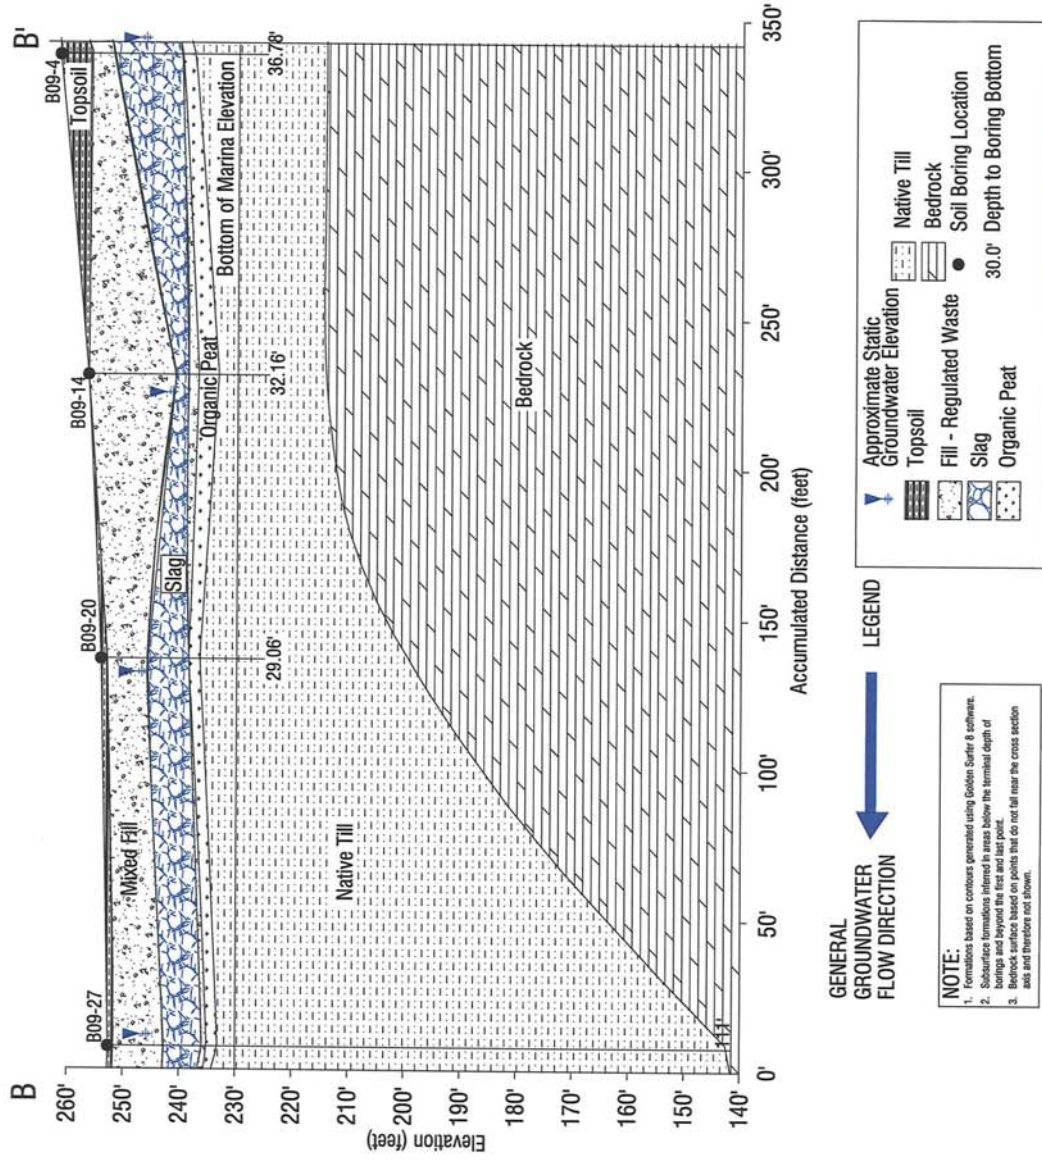 B
B'
B09-27
B09-20
B09-14
B09-4
Topsoil
Mixed Fill
Slag
Organic Peat
Bottom of Marina Elevation
29.06'
32.16'
36.78'
Native Till
Bedrock
111'
260'
250'
240'
230'
220'
210'
200'
190'
180'
170'
160'
150'
140'
Elevation (feet)
0'
50'
100'
150'
200'
250'
300'
350'
Accumulated Distance (feet)
GENERAL
GROUNDWATER
FLOW DIRECTION
LEGEND
Approximate Static
Groundwater Elevation
Topsoil
Fill - Regulated Waste
Slag
Organic Peat
Native Till
Bedrock
Soil Boring Location
30.0' Depth to Boring Bottom
NOTE:
1. Formations based on contours generated using Golden Surfer 8 software.
2. Subsurface formations inferred in areas below the terminal depth of
borings and beyond the first and last point.
3. Bedrock surface based on points that do not fall near the cross section
axis and therefore not shown.